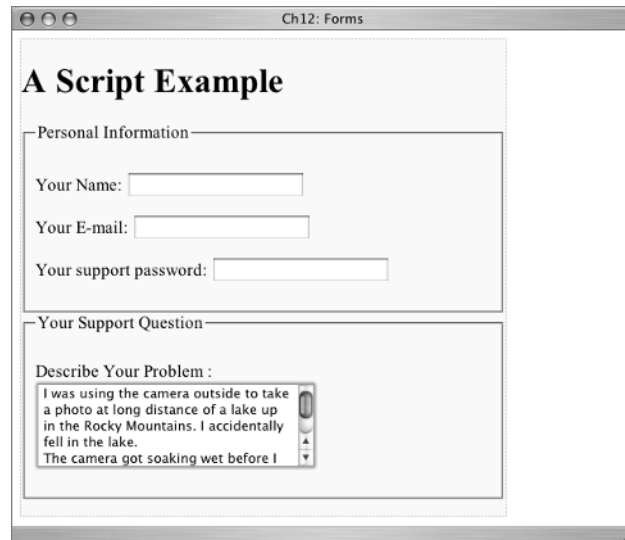 Ch12: Forms
A Script Example
Personal Information
Your Name:
Your E-mail:
Your support password:
Your Support Question
Describe Your Problem :
I was using the camera outside to take
a photo at long distance of a lake up
in the Rocky Mountains. I accidentally
fell in the lake.
The camera got soaking wet before I